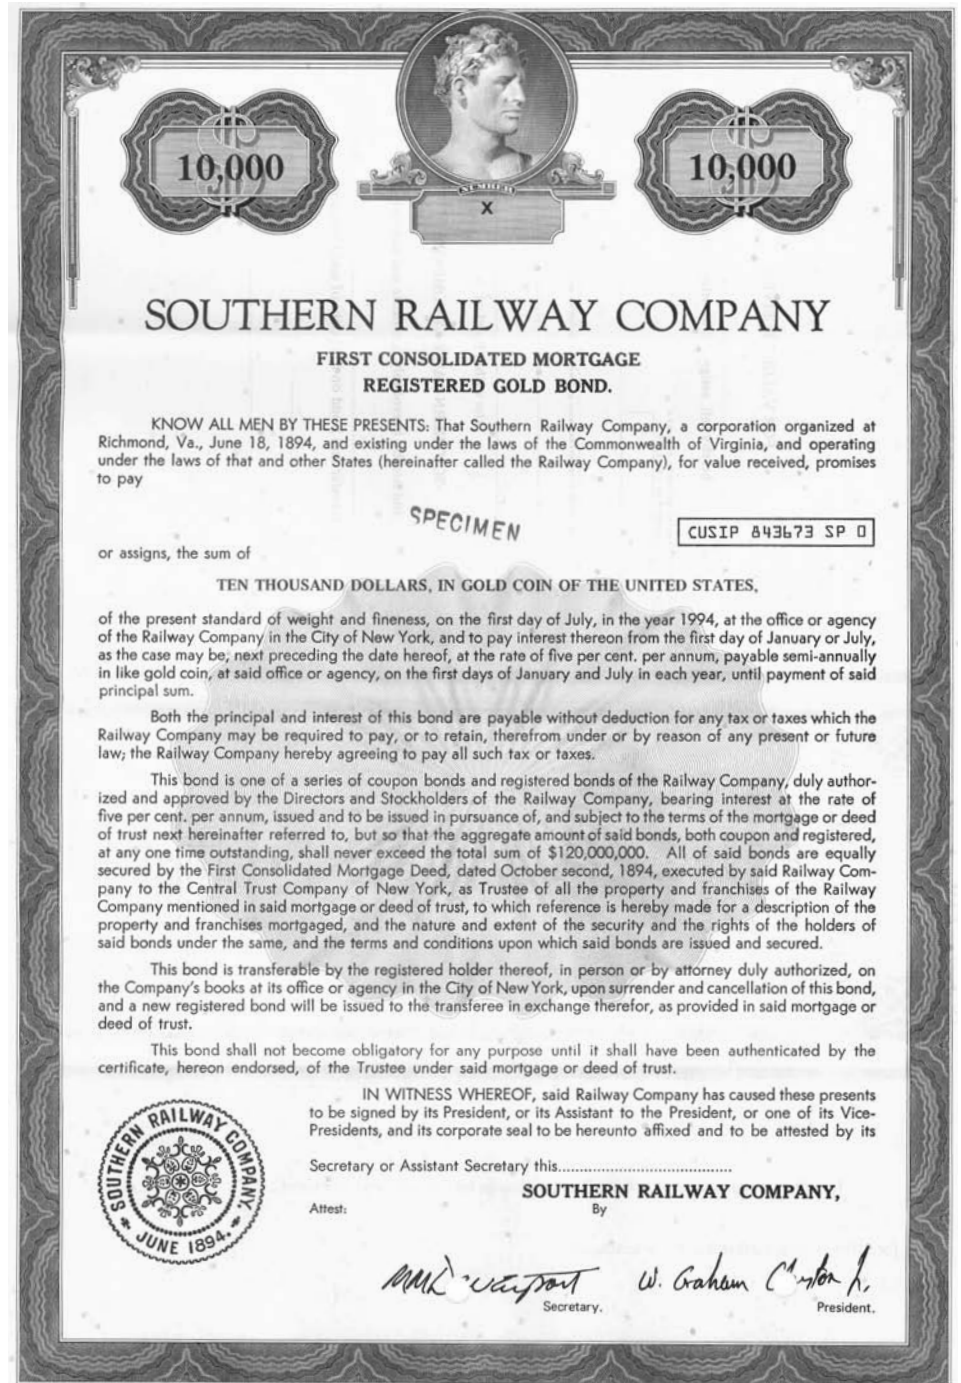 10,000
10,000
NUMBER
X
SOUTHERN RAILWAY COMPANY
FIRST CONSOLIDATED MORTGAGE
REGISTERED GOLD BOND.
KNOW ALL MEN BY THESE PRESENTS: That Southern Railway Company, a corporation organized at
Richmond, Va., June 18, 1894, and existing under the laws of the Commonwealth of Virginia, and operating
under the laws of that and other States (hereinafter called the Railway Company), for value received, promises
to pay
SPECIMEN
CUSIP 843673 SP 0
or assigns, the sum of
TEN THOUSAND DOLLARS, IN GOLD COIN OF THE UNITED STATES,
of the present standard of weight and fineness, on the first day of July, in the year 1994, at the office or agency
of the Railway Company in the City of New York, and to pay interest thereon from the first day of January or July,
as the case may be, next preceding the date hereof, at the rate of five per cent. per annum, payable semi-annually
in like gold coin, at said office or agency, on the first days of January and July in each year, until payment of said
principal sum.
Both the principal and interest of this bond are payable without deduction for any tax or taxes which the
Railway Company may be required to pay, or to retain, therefrom under or by reason of any present or future
law; the Railway Company hereby agreeing to pay all such tax or taxes.
This bond is one of a series of coupon bonds and registered bonds of the Railway Company, duly author-
ized and approved by the Directors and Stockholders of the Railway Company, bearing interest at the rate of
five per cent. per annum, issued and to be issued in pursuance of, and subject to the terms of the mortgage or deed
of trust next hereinafter referred to, but so that the aggregate amount of said bonds, both coupon and registered,
at any one time outstanding, shall never exceed the total sum of $120,000,000. All of said bonds are equally
secured by the First Consolidated Mortgage Deed, dated October second, 1894, executed by said Railway Com-
pany to the Central Trust Company of New York, as Trustee of all the property and franchises of the Railway
Company mentioned in said mortgage or deed of trust, to which reference is hereby made for a description of the
property and franchises mortgaged, and the nature and extent of the security and the rights of the holders of
said bonds under the same, and the terms and conditions upon which said bonds are issued and secured.
This bond is transferable by the registered holder thereof, in person or by attorney duly authorized, on
the Company's books at its office or agency in the City of New York, upon surrender and cancellation of this bond,
and a new registered bond will be issued to the transferee in exchange therefor, as provided in said mortgage or
deed of trust.
This bond shall not become obligatory for any purpose until it shall have been authenticated by the
certificate, hereon endorsed, of the Trustee under said mortgage or deed of trust.
IN WITNESS WHEREOF, said Railway Company has caused these presents
to be signed by its President, or its Assistant to the President, or one of its Vice-
Presidents, and its corporate seal to be hereunto affixed and to be attested by its
Secretary or Assistant Secretary this........................................
SOUTHERN RAILWAY COMPANY,
Attest:
By
SOUTHERN RAILWAY COMPANY.
JUNE 1894.
W. Graham
Secretary.
President.